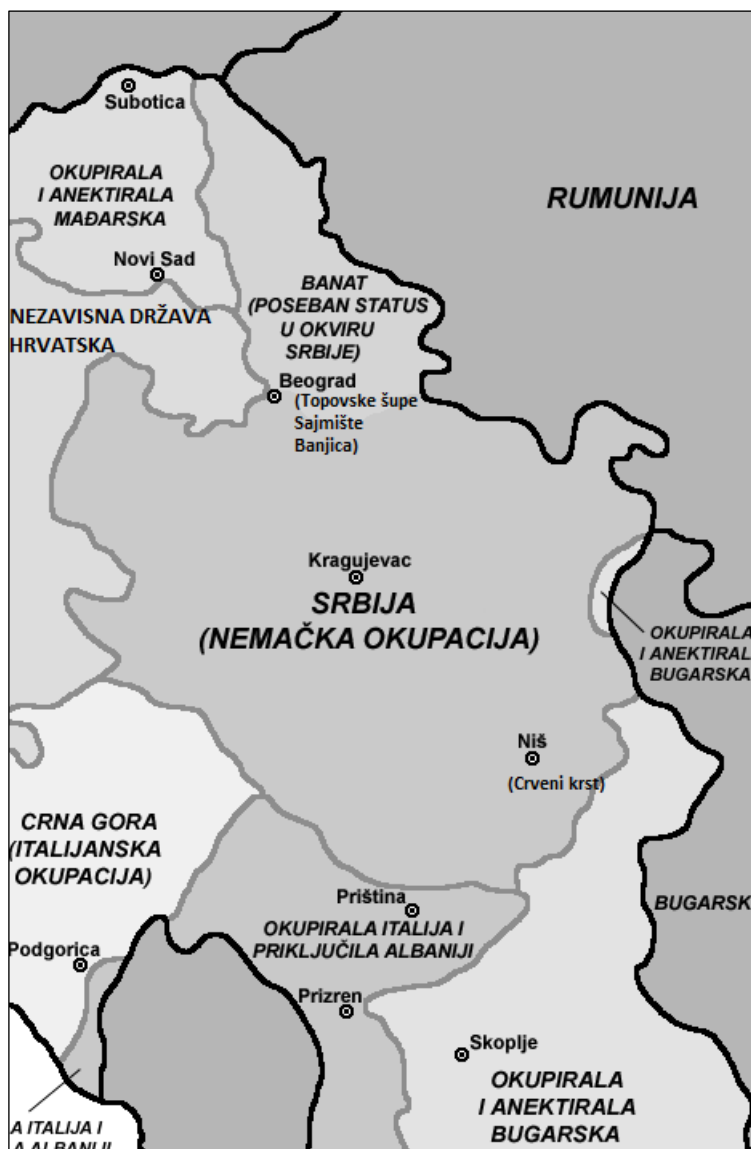 Subotica
OKUPIRALA
I ANEKTIRALA
MAĐARSKA
RUMUNIJA
Novi Sad
BANAT
(POSEBAN STATUS
U OKVIRU
SRBIJE)
NEZAVISNA DRŽAVA
HRVATSKA
Beograd
(Topovske šupe
Sajmište
Banjica)
Kragujevac
SRBIJA
(NEMAČKA OKUPACIJA)
OKUPIRALA
I ANEKTIRAL
BUGARSKA
Niš
(Crveni krst)
CRNA GORA
(ITALIJANSKA
OKUPACIJA)
Priština
OKUPIRALA ITALIJA I
PRIKLJUČILA ALBANIJI
BUGARSK
Podgorica
Prizren
Skoplje
OKUPIRALA
I ANEKTIRALA
BUGARSKA
A ITALIJA I
A ALBANIJI